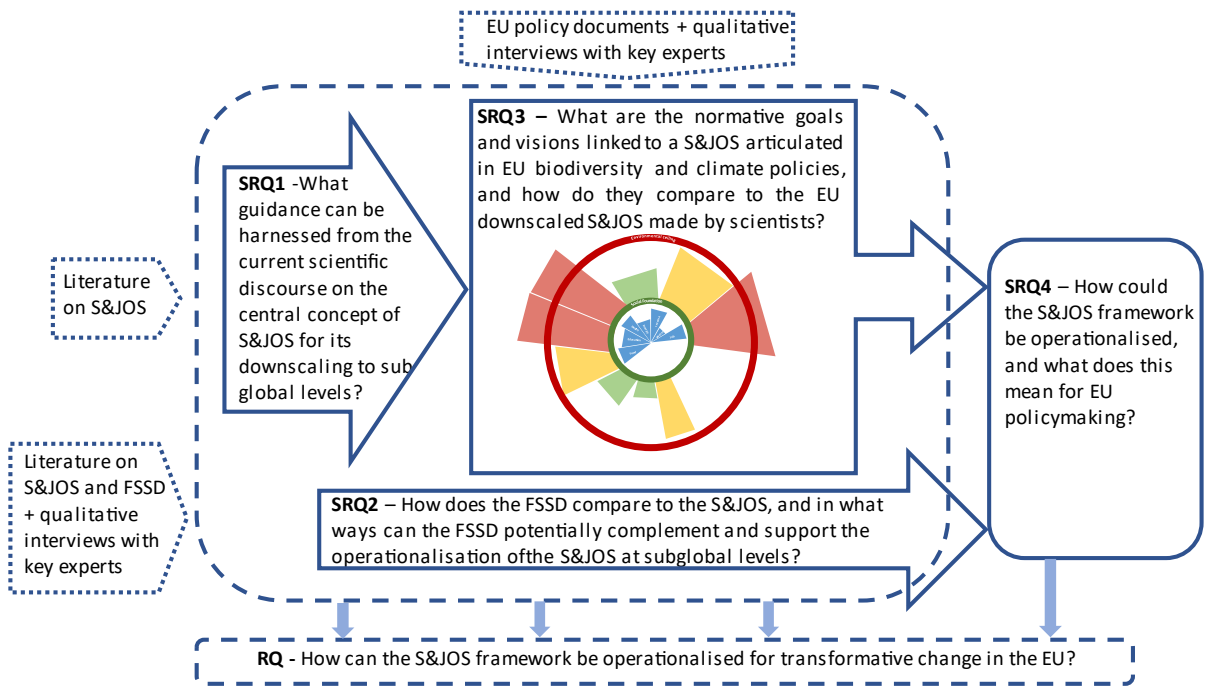 EU policy documents + qualitative
interviews with key experts
SRQ3 – What are the normative goals
and visions linked to a S&JOS articulated
in EU biodiversity and climate policies,
and how do they compare to the EU
downscaled S&JOS made by scientists?
SRQ1 -What
guidance can be
harnessed from the
current scientific
discourse on the
central concept of
S&JOS for its
downscaling to sub
global levels?
Environmental ceiling
Social foundation
Literature
on S&JOS
SRQ4 – How could
the S&JOS framework
be operationalised,
and what does this
mean for EU
policymaking?
Literature on
S&JOS and FSSD
+ qualitative
interviews with
key experts
SRQ2 – How does the FSSD compare to the S&JOS, and in what
ways can the FSSD potentially complement and support the
operationalisation ofthe S&JOS at subglobal levels?
RQ - How can the S&JOS framework be operationalised for transformative change in the EU?